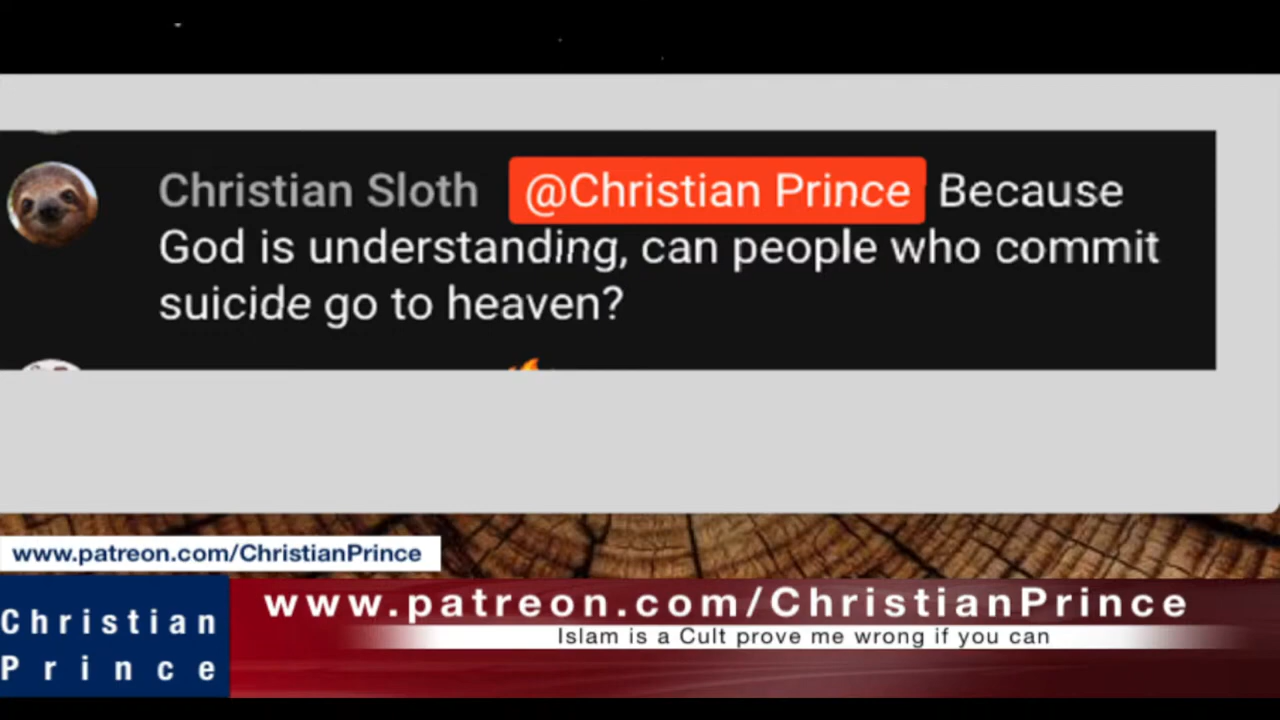 Christian Sloth @Christian Prince Because
God is understanding, can people who commit
suicide go to heaven?
www.patreon.com/ChristianPrince
Christian
Prince
www.patreon.com/ChristianPrince
Islam is a Cult prove me wrong if you can